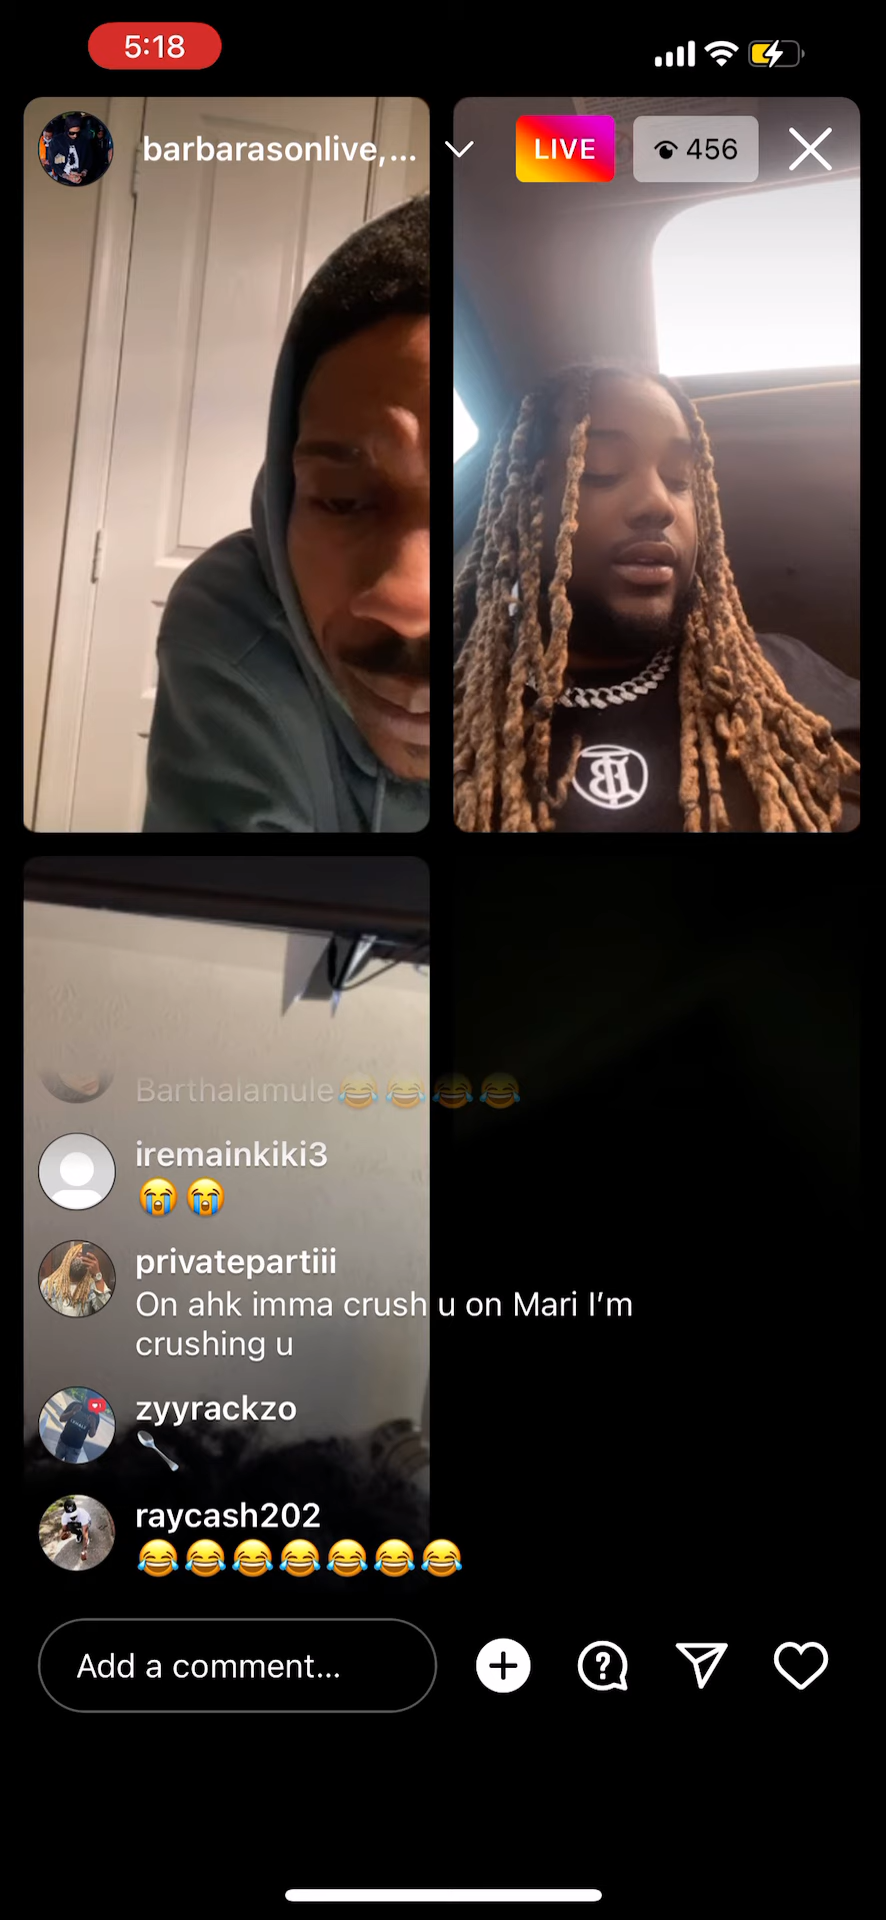 5:18
barbarasonlive,...
LIVE
456
Barthalamule😂😂😂😂
iremainkiki3
😭😭
privatepartiii
On ahk imma crush u on Mari I’m
crushing u
zyyrackzo
🥄
raycash202
😂😂😂😂😂😂😂
Add a comment...